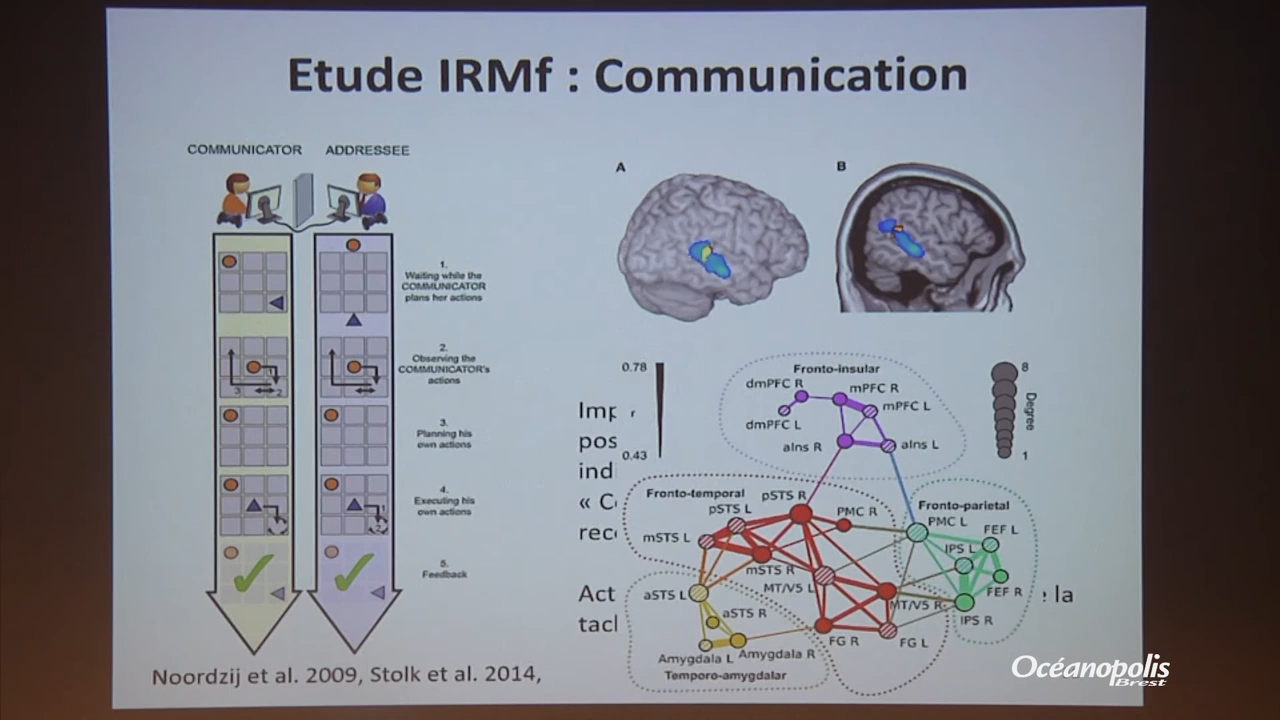 Etude IRMf : Communication
COMMUNICATOR
ADDRESSEE
1.
Waiting while the
COMMUNICATOR
plans her actions
2.
Observing the
COMMUNICATOR's
actions
3.
Planning his
own actions
4.
Executing his
own actions
5.
Feedback
Noordzij et al. 2009, Stolk et al. 2014,
A
B
0.78
r
0.43
8
Degree
1
Fronto-insular
dmPFC R
mPFC R
mPFC L
dmPFC L
aIns R
aIns L
Fronto-temporal
pSTS R
pSTS L
PMC R
mSTS L
mSTS R
MT/V5 L
MT/V5 R
FG R
FG L
Fronto-parietal
PMC L
FEF L
IPS L
FEF R
IPS R
aSTS L
aSTS R
Amygdala L
Amygdala R
Temporo-amygdalar
pos
ind
Act
e la
Océanopolis
Brest